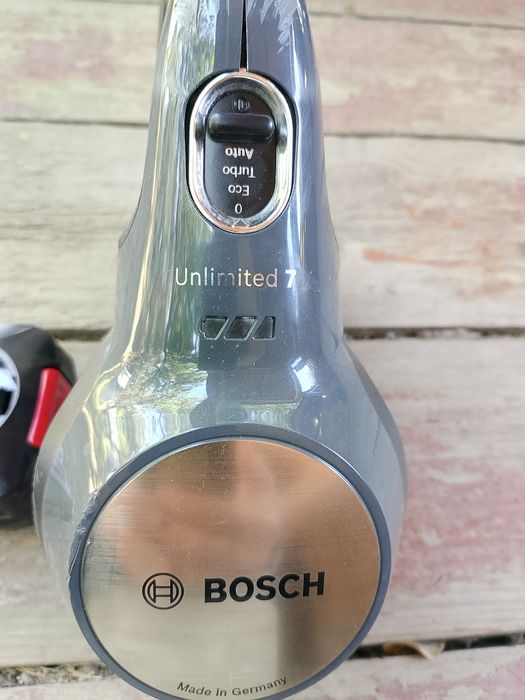 Auto
Turbo
Eco
0
Unlimited 7
BOSCH
Made in Germany